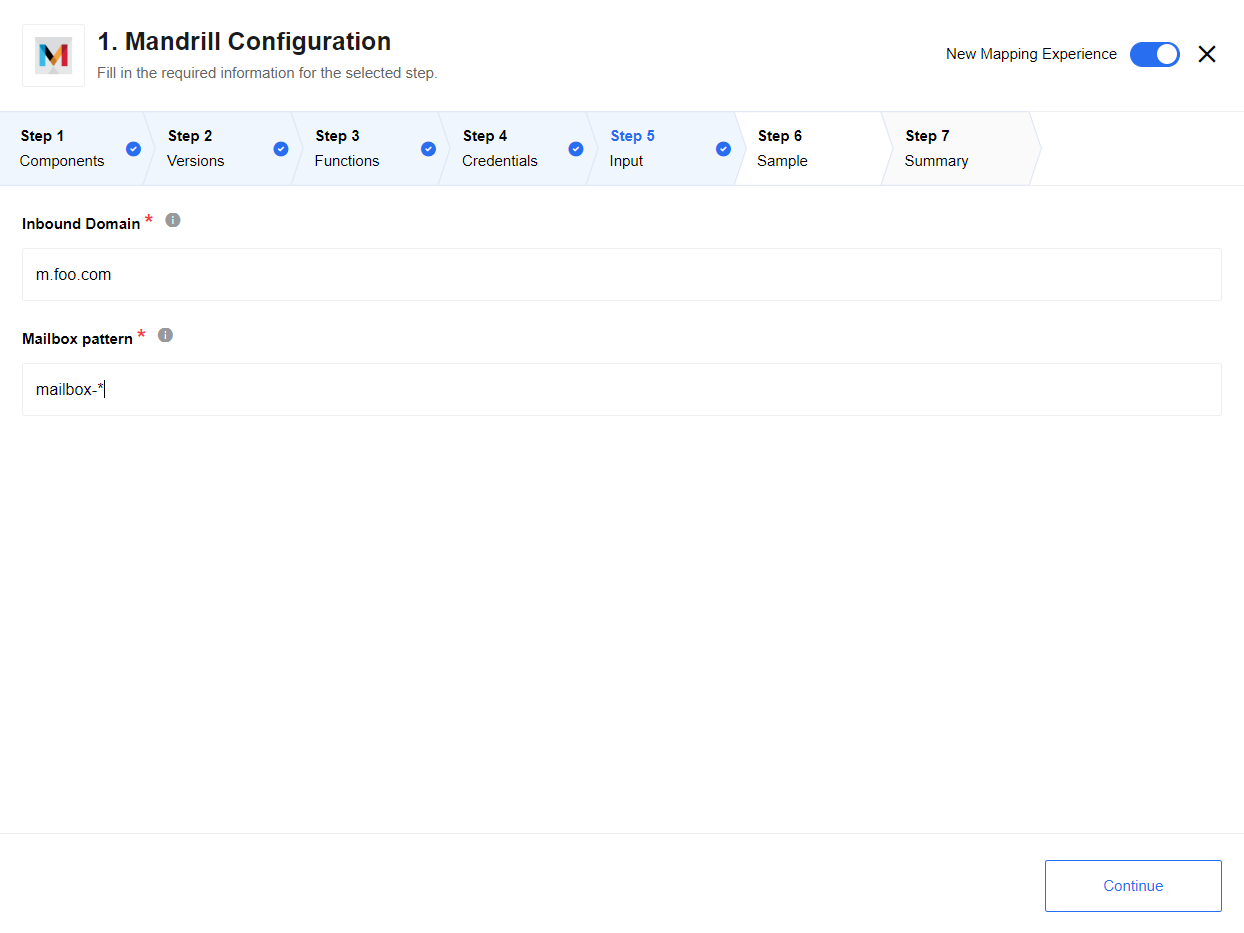 1. Mandrill Configuration
Fill in the required information for the selected step.
New Mapping Experience
Step 1
Components
Step 2
Versions
Step 3
Functions
Step 4
Credentials
Step 5
Input
Step 6
Sample
Step 7
Summary
Inbound Domain *
m.foo.com
Mailbox pattern *
mailbox-*
Continue